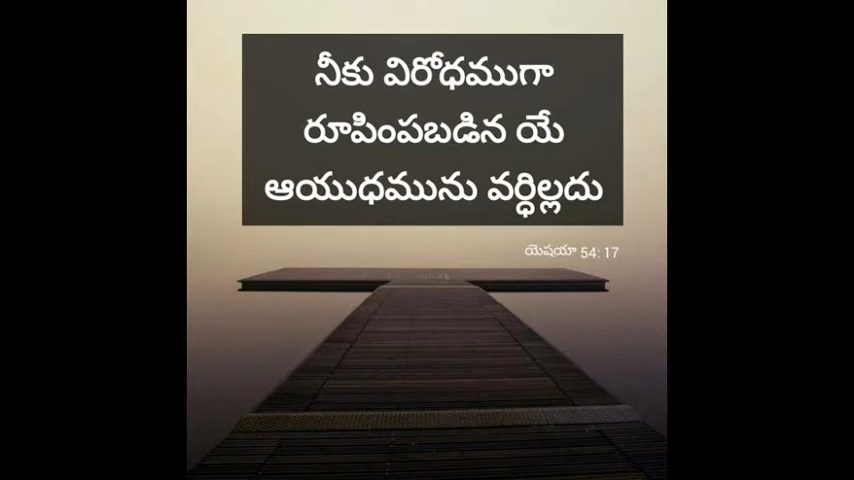 నీకు విరోధముగా
రూపింపబడిన యే
ఆయుధమును వర్ధిల్లదు
యెషయా 54: 17